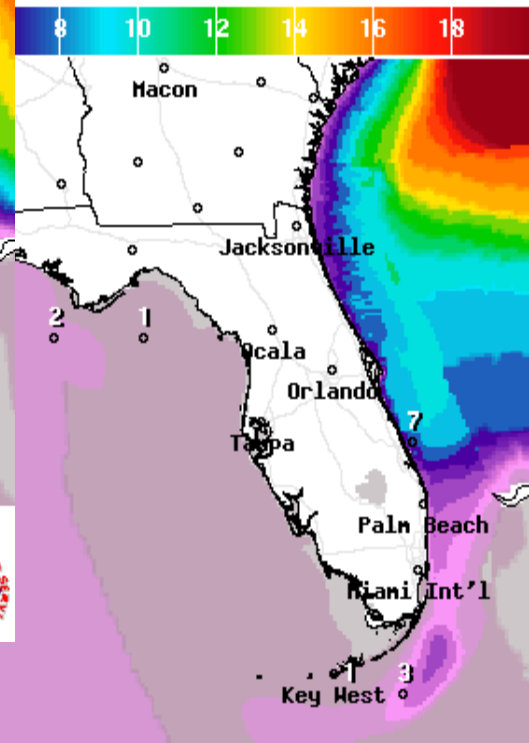 8 10 12 14 16 18
Macon
Jacksonville
2 1
Ocala
Orlando
7
Tampa
Palm Beach
Miami Int'l
1 3
Key West